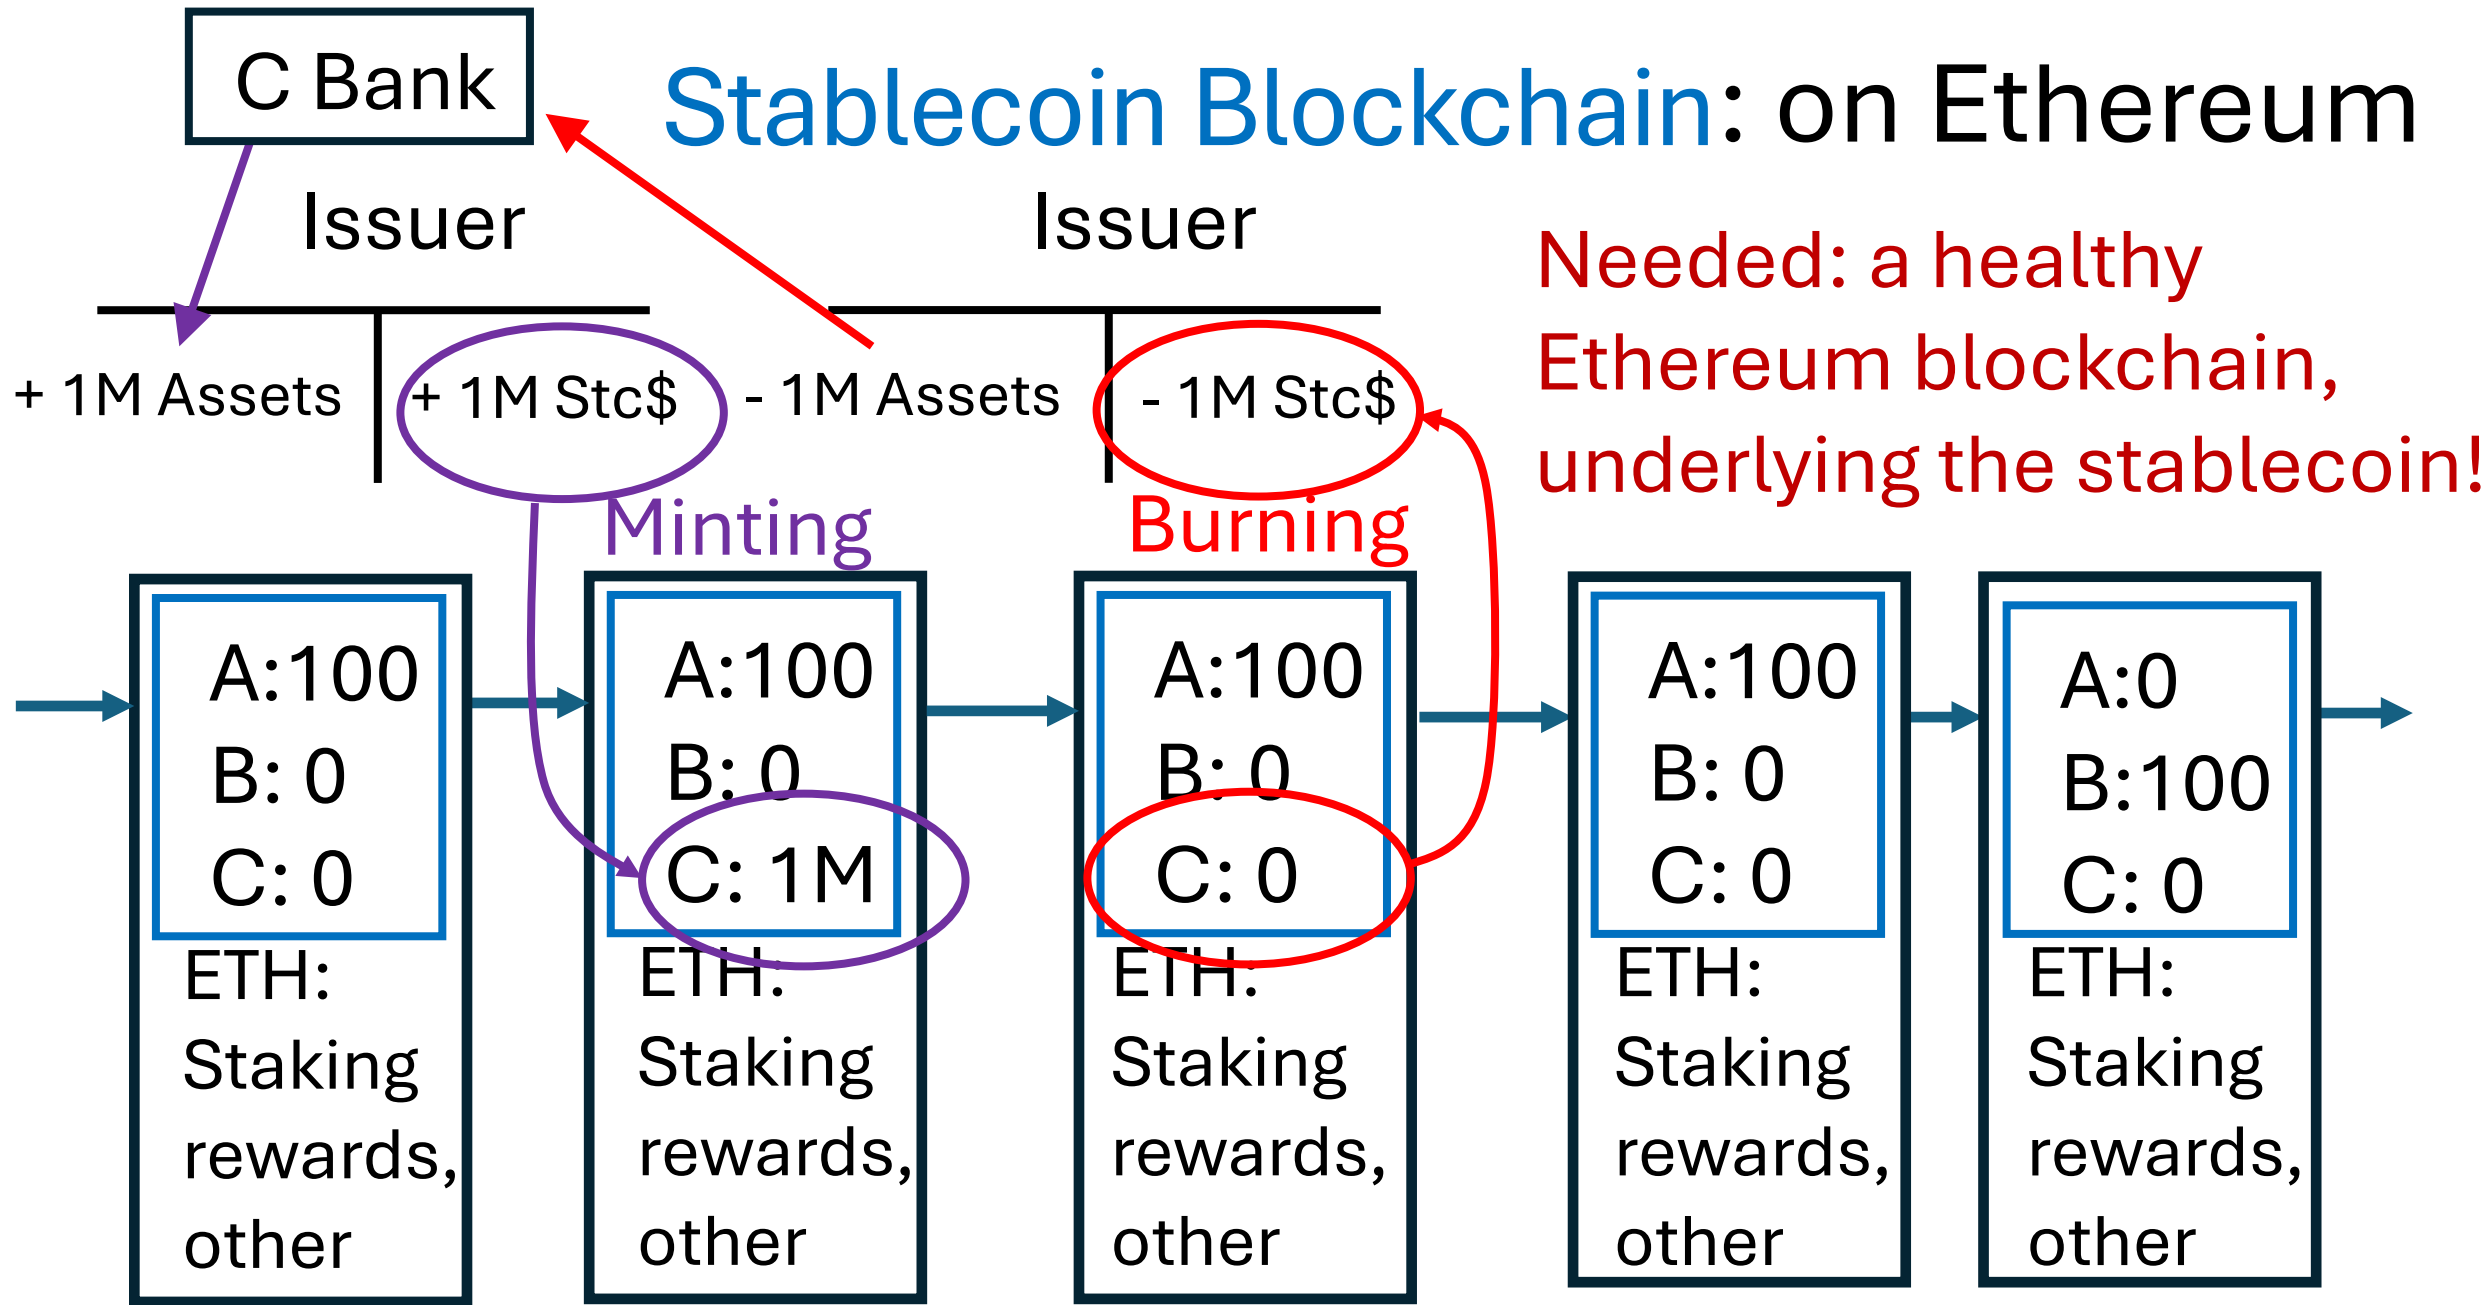 C Bank
Stablecoin Blockchain: on Ethereum
Issuer
Issuer
Needed: a healthy
Ethereum blockchain,
underlying the stablecoin!
+ 1M Assets
+ 1M Stc$
- 1M Assets
- 1M Stc$
Minting
Burning
A:100
B: 0
C: 0
ETH:
Staking
rewards,
other
A:100
B: 0
C: 1M
ETH:
Staking
rewards,
other
A:100
B: 0
C: 0
ETH:
Staking
rewards,
other
A:100
B: 0
C: 0
ETH:
Staking
rewards,
other
A:0
B:100
C: 0
ETH:
Staking
rewards,
other